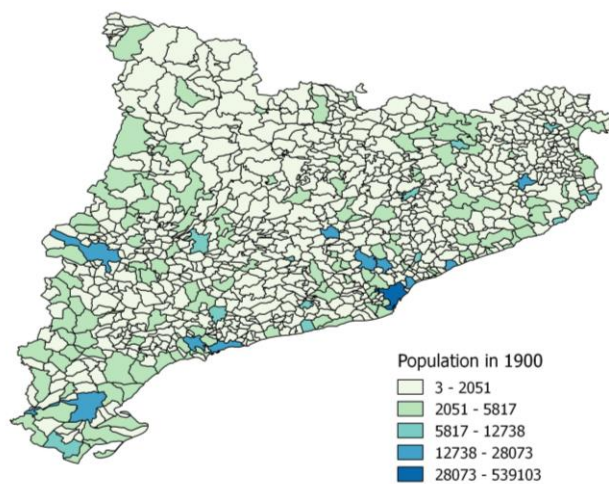 Population in 1900
3 - 2051
2051 - 5817
5817 - 12738
12738 - 28073
28073 - 539103